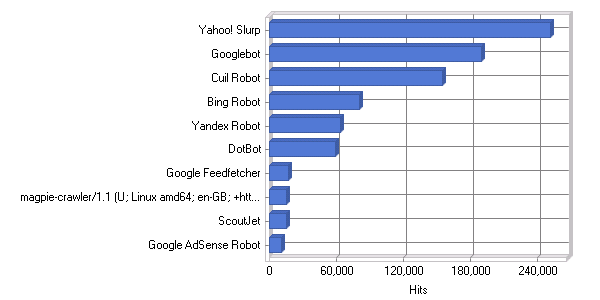 Yahoo! Slurp
Googlebot
Cuil Robot
Bing Robot
Yandex Robot
DotBot
Google Feedfetcher
magpie-crawler/1.1 (U; Linux amd64; en-GB; +htt...
ScoutJet
Google AdSense Robot
0 60,000 120,000 180,000 240,000
Hits